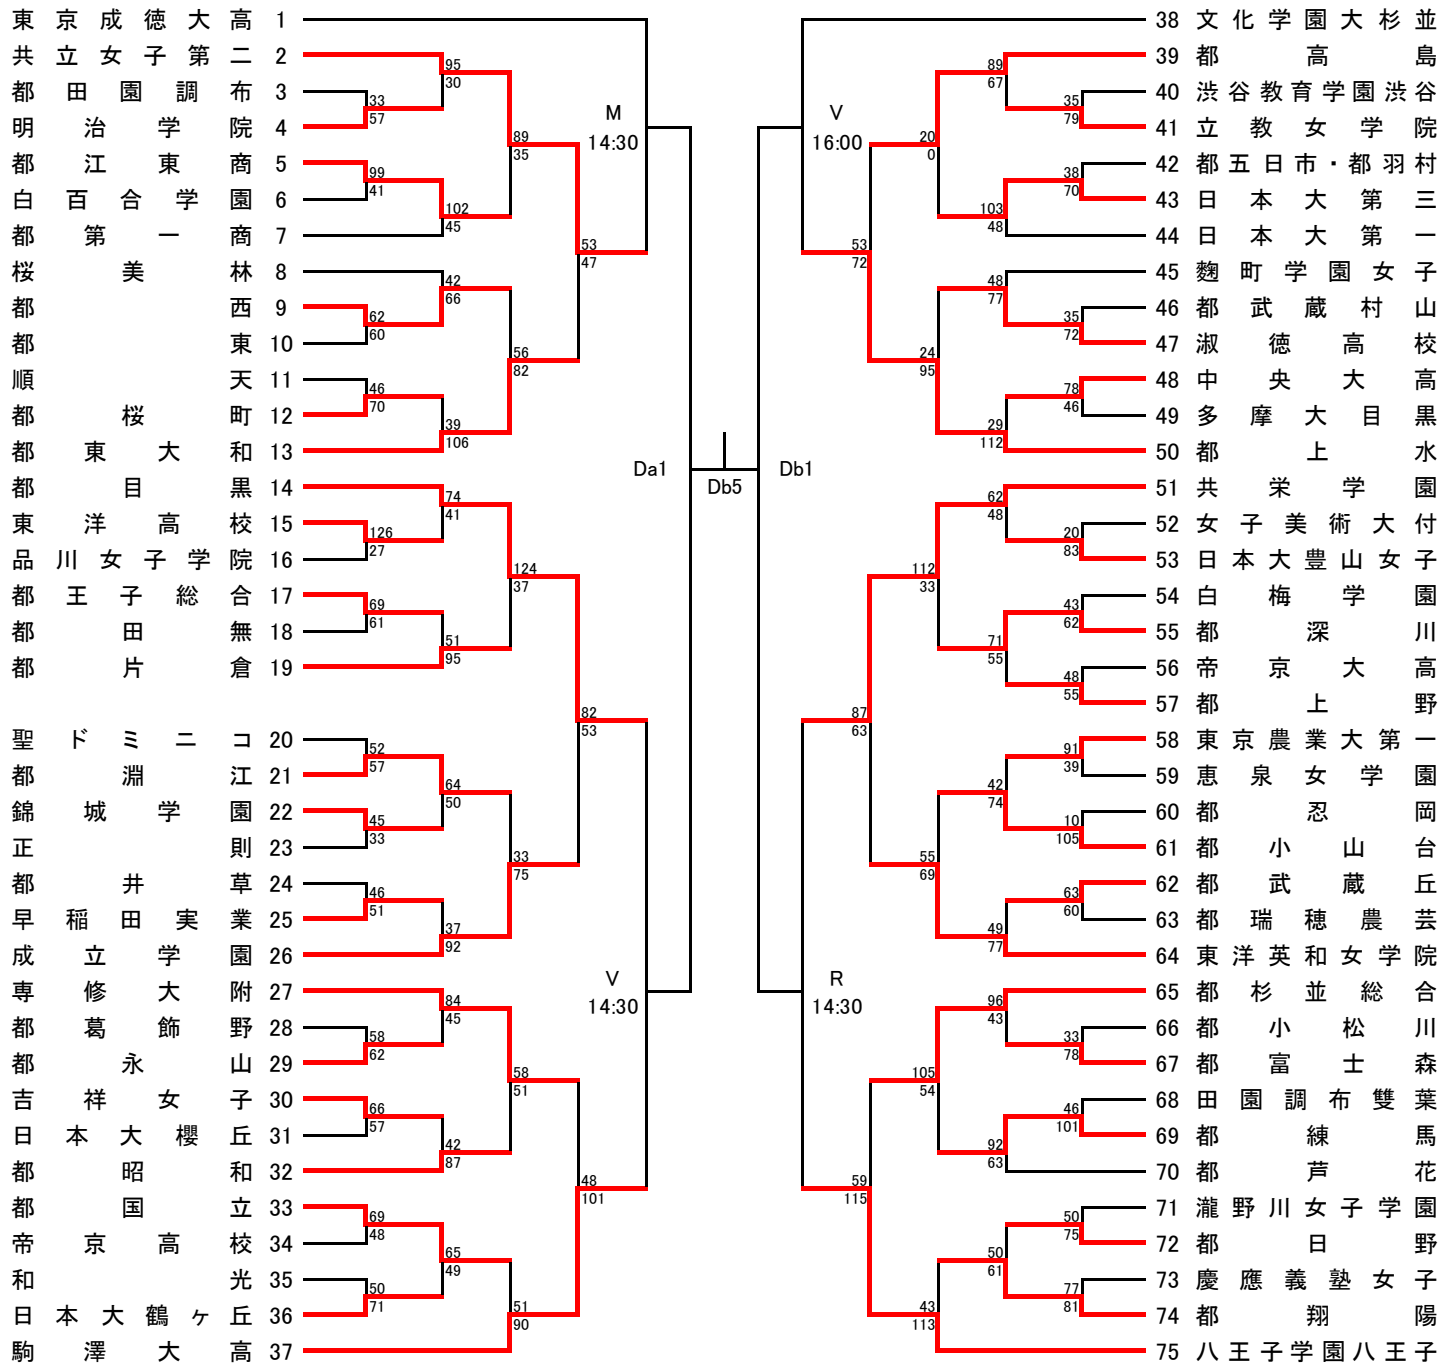 東京成徳大高 1
共立女子第二 2
都田園調布 3
明治学院 4
都江東商 5
白百合学園 6
都第一商 7
桜美林 8
都西 9
都東 10
順天 11
都桜町 12
都東大和 13
都目黒 14
東洋高校 15
品川女子学院 16
都王子総合 17
都田無 18
都片倉 19
聖ドミニコ 20
都淵江 21
錦城学園 22
正則 23
都井草 24
早稲田実業 25
成立学園 26
専修大附 27
都葛飾野 28
都永山 29
吉祥女子 30
日本大櫻丘 31
都昭和 32
都国立 33
帝京高校 34
和光 35
日本大鶴ヶ丘 36
駒澤大高 37
33
57
99
41
62
60
46
70
126
27
69
61
52
57
45
33
46
51
58
62
66
57
69
48
50
71
95
30
102
45
42
66
39
106
74
41
51
95
64
50
37
92
84
45
42
87
65
49
89
35
56
82
124
37
33
75
58
51
51
90
53
47
82
53
48
101
M
14:30
V
14:30
Da1
Db5
Db1
V
16:00
R
14:30
53
72
87
63
59
115
20
0
24
95
112
33
55
69
105
54
43
113
89
67
103
48
48
77
29
112
62
48
71
55
42
74
49
77
96
43
92
63
50
61
35
79
38
70
35
72
78
46
20
83
43
62
48
55
91
39
10
105
63
60
33
78
46
101
50
75
77
81
38 文化学園大杉並
39 都高島
40 渋谷教育学園渋谷
41 立教女学院
42 都五日市・都羽村
43 日本大第三
44 日本大第一
45 麴町学園女子
46 都武蔵村山
47 淑徳高校
48 中央大高
49 多摩大目黒
50 都上水
51 共栄学園
52 女子美術大付
53 日本大豊山女子
54 白梅学園
55 都深川
56 帝京大高
57 都上野
58 東京農業大第一
59 恵泉女学園
60 都忍岡
61 都小山台
62 都武蔵丘
63 都瑞穂農芸
64 東洋英和女学院
65 都杉並総合
66 都小松川
67 都富士森
68 田園調布雙葉
69 都練馬
70 都芦花
71 瀧野川女子学園
72 都日野
73 慶應義塾女子
74 都翔陽
75 八王子学園八王子